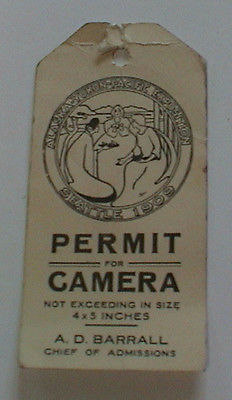 ALASKA YUKON PACIFIC EXPOSITION
SEATTLE 1909
PERMIT
FOR
CAMERA
NOT EXCEEDING IN SIZE
4x5 INCHES
A. D. BARRALL
CHIEF OF ADMISSIONS